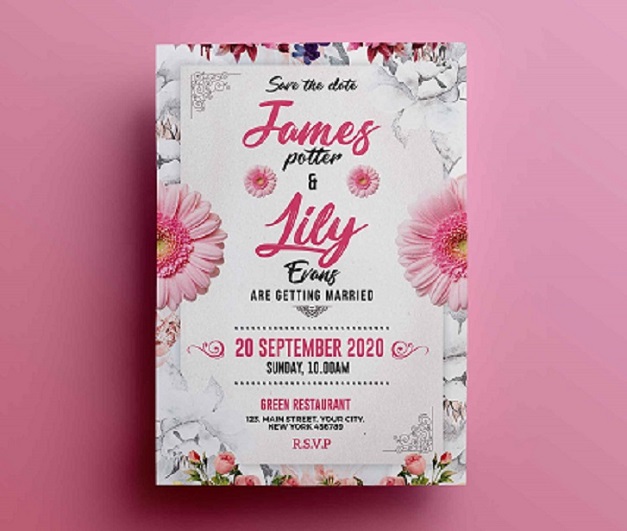 Save the date
James
potter
&
Lily
Evans
ARE GETTING MARRIED
20 SEPTEMBER 2020
SUNDAY, 10.00AM
GREEN RESTAURANT
123, MAIN STREET, YOUR CITY,
NEW YORK 456789
R.S.V.P